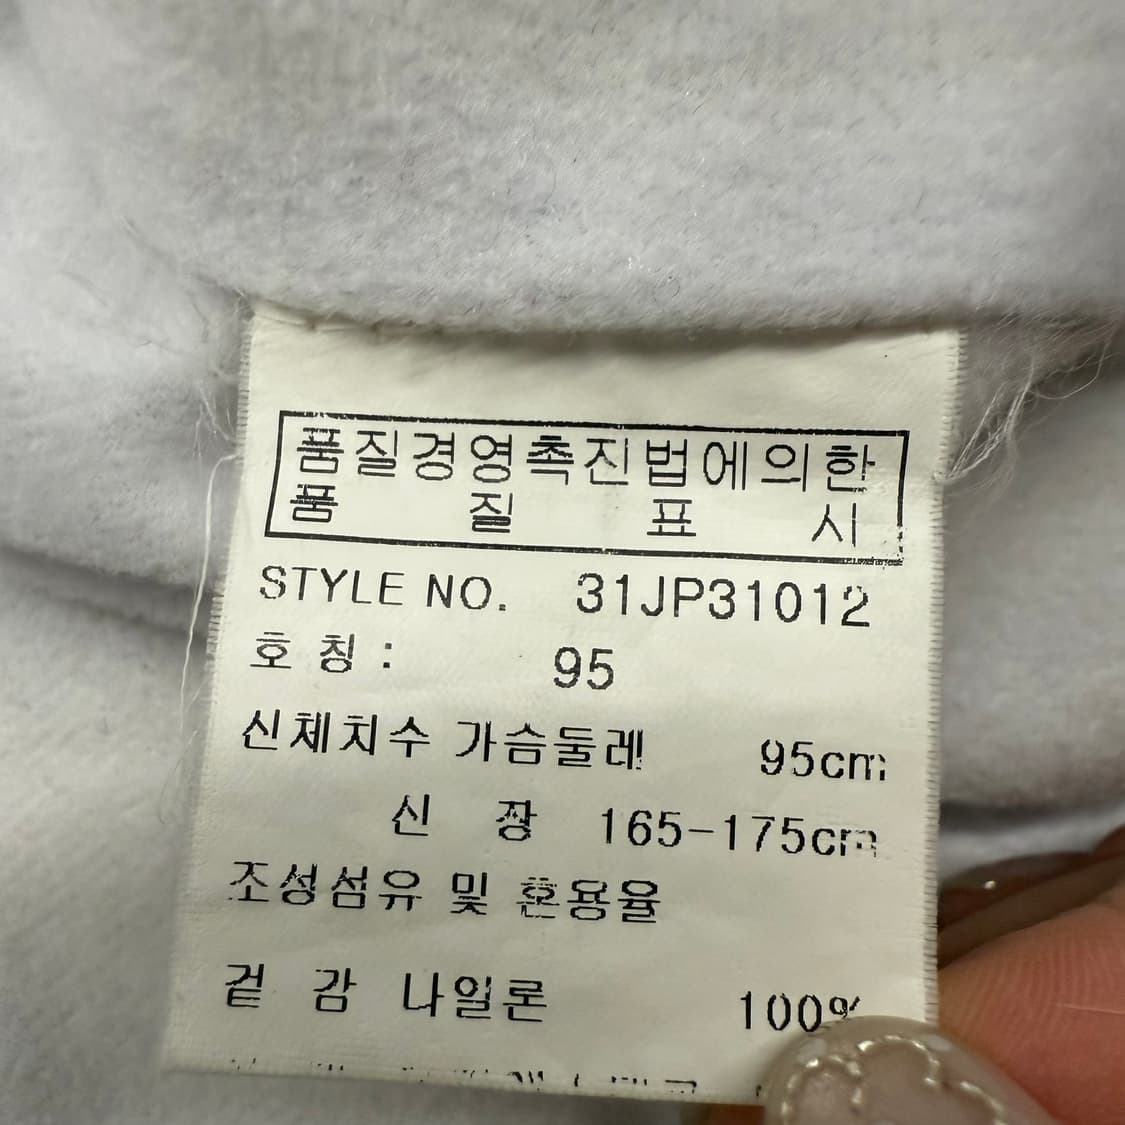 품질경영촉진법에의한
품 질 표 시
STYLE NO. 31JP31012
호 칭 : 95
신체치수 가슴둘레 95cm
신 장 165-175cm
조성섬유 및 혼용율
겉 감 나일론 100%